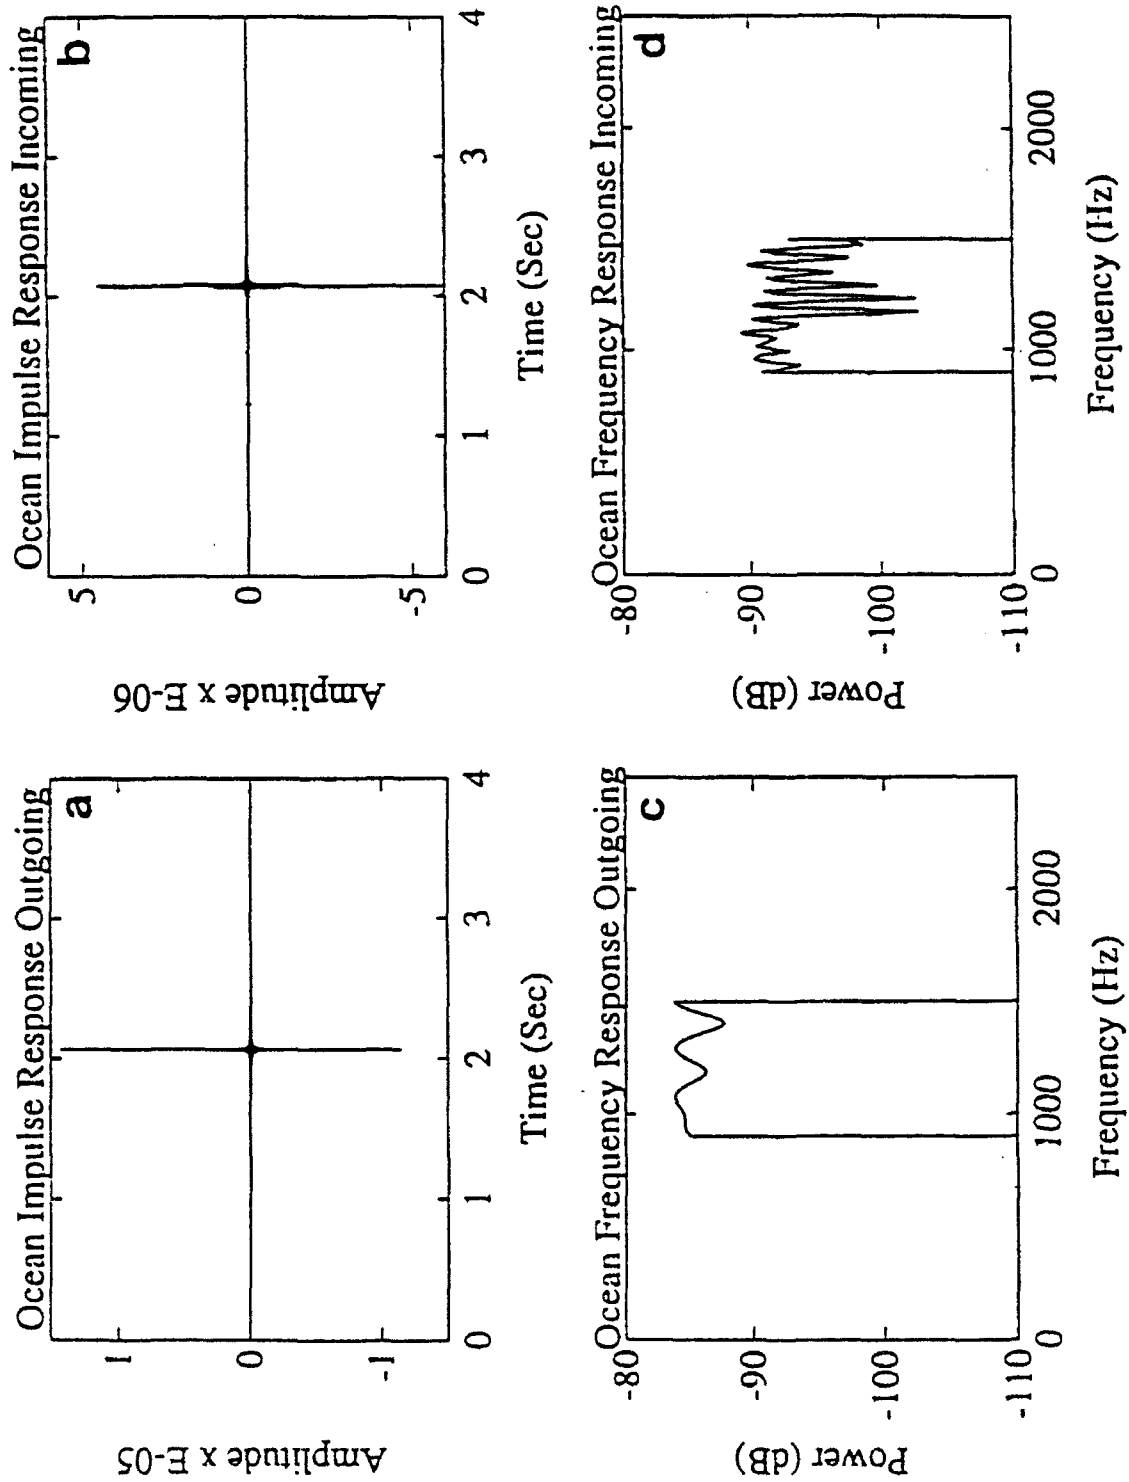 Ocean Impulse Response Outgoing
a
Amplitude x E-05
1
0
-1
0 1 2 3 4
Time (Sec)
Ocean Impulse Response Incoming
b
Amplitude x E-06
5
0
-5
0 1 2 3 4
Time (Sec)
Ocean Frequency Response Outgoing
c
Power (dB)
-80
-90
-100
-110
0 1000 2000
Frequency (Hz)
Ocean Frequency Response Incoming
d
Power (dB)
-80
-90
-100
-110
0 1000 2000
Frequency (Hz)